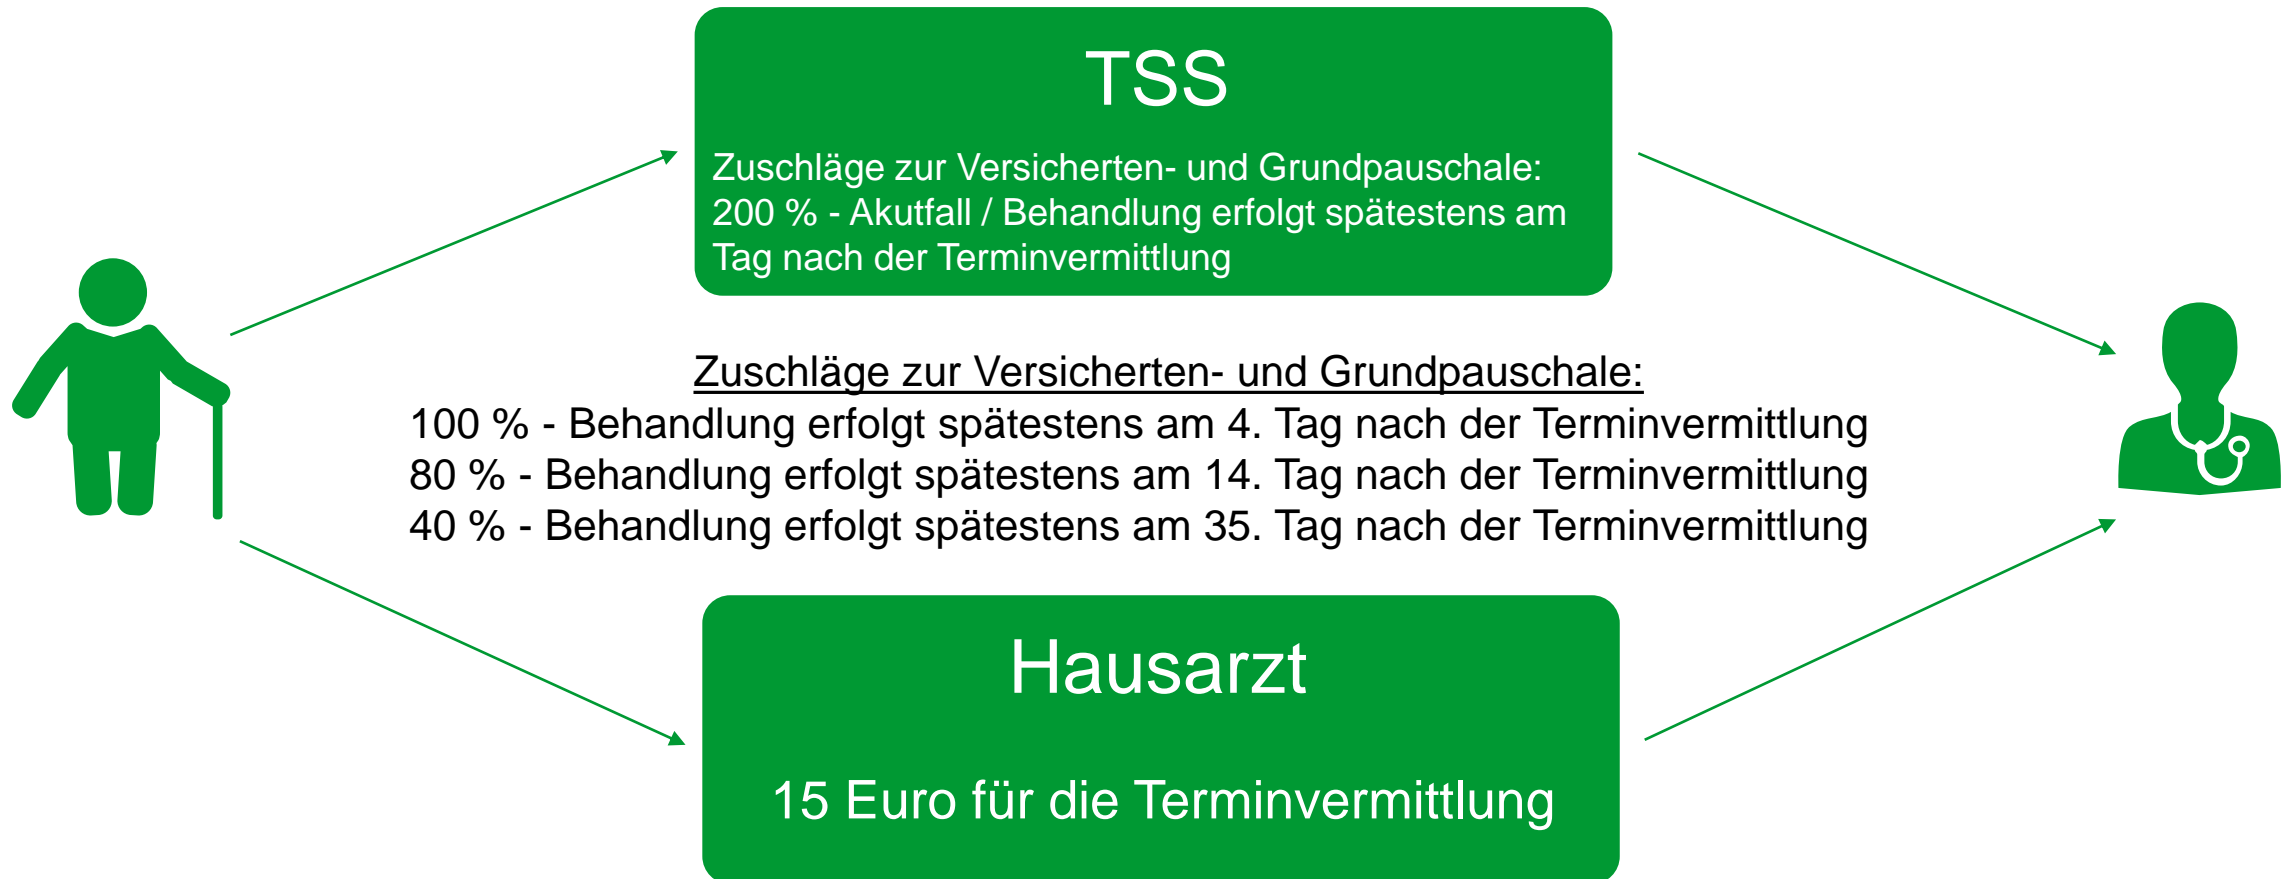 TSS
Zuschläge zur Versicherten- und Grundpauschale:
200 % - Akutfall / Behandlung erfolgt spätestens am
Tag nach der Terminvermittlung
Zuschläge zur Versicherten- und Grundpauschale:
100 % - Behandlung erfolgt spätestens am 4. Tag nach der Terminvermittlung
80 % - Behandlung erfolgt spätestens am 14. Tag nach der Terminvermittlung
40 % - Behandlung erfolgt spätestens am 35. Tag nach der Terminvermittlung
Hausarzt
15 Euro für die Terminvermittlung